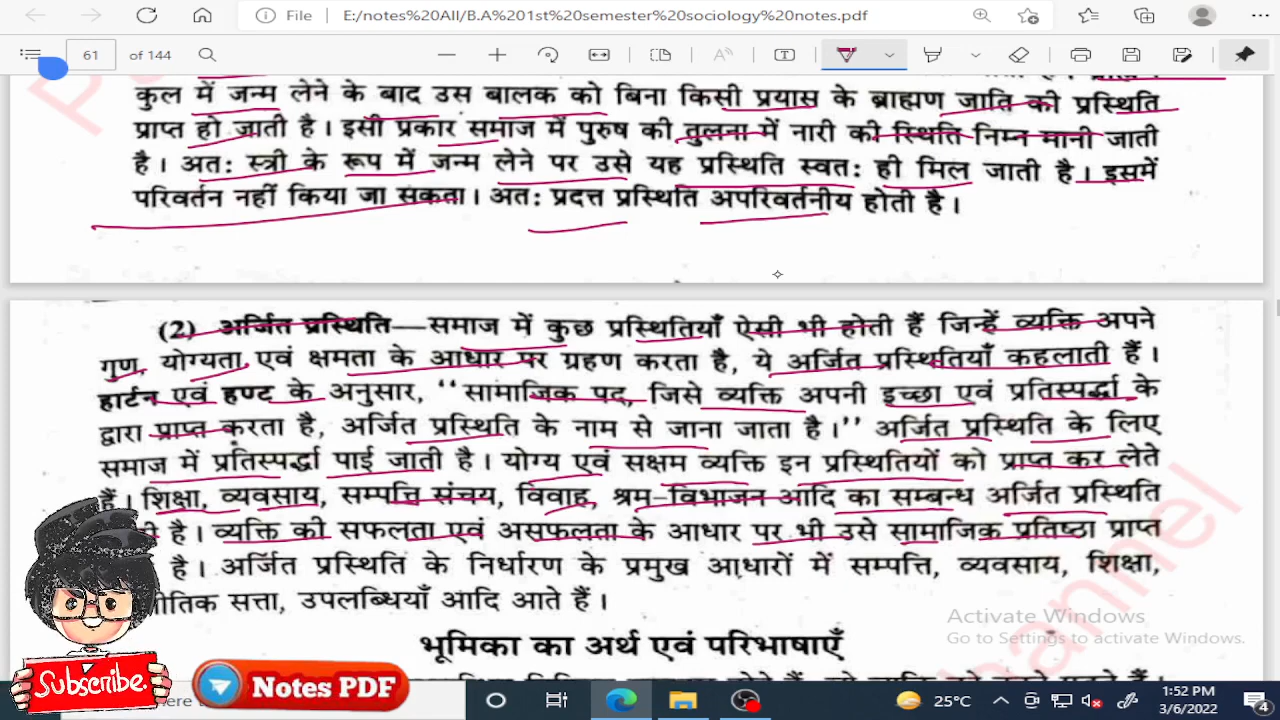 File
E:/notes%20All/B.A%201st%20semester%20sociology%20notes.pdf
61 of 144
कुल में जन्म लेने के बाद उस बालक को बिना किसी प्रयास के ब्राह्मण जाति की प्रस्थिति
प्राप्त हो जाती है। इसी प्रकार समाज में पुरुष की तुलना में नारी की स्थिति निम्न मानी जाती
है। अतः स्त्री के रूप में जन्म लेने पर उसे यह प्रस्थिति स्वतः ही मिल जाती है। इसमें
परिवर्तन नहीं किया जा सकता। अतः प्रदत्त प्रस्थिति अपरिवर्तनीय होती है।
(2) अर्जित प्रस्थिति—समाज में कुछ प्रस्थितियाँ ऐसी भी होती हैं जिन्हें व्यक्ति अपने
गुण, योग्यता एवं क्षमता के आधार पर ग्रहण करता है, ये अर्जित प्रस्थितियाँ कहलाती हैं।
हार्टन एवं हण्ट के अनुसार, ‘‘सामाजिक पद, जिसे व्यक्ति अपनी इच्छा एवं प्रतिस्पर्द्धा के
द्वारा प्राप्त करता है, अर्जित प्रस्थिति के नाम से जाना जाता है।’’ अर्जित प्रस्थिति के लिए
समाज में प्रतिस्पर्द्धा पाई जाती है। योग्य एवं सक्षम व्यक्ति इन प्रस्थितियों को प्राप्त कर लेते
हैं। शिक्षा, व्यवसाय, सम्पत्ति संचय, विवाह, श्रम-विभाजन आदि का सम्बन्ध अर्जित प्रस्थिति
है। व्यक्ति को सफलता एवं असफलता के आधार पर भी उसे सामाजिक प्रतिष्ठा प्राप्त
है। अर्जित प्रस्थिति के निर्धारण के प्रमुख आधारों में सम्पत्ति, व्यवसाय, शिक्षा,
सत्ता, उपलब्धियाँ आदि आते हैं।
भूमिका का अर्थ एवं परिभाषाएँ
Activate Windows
Go to Settings to activate Windows.
Subscribe.
Notes PDF
25°C
1:52 PM
3/6/2022
4